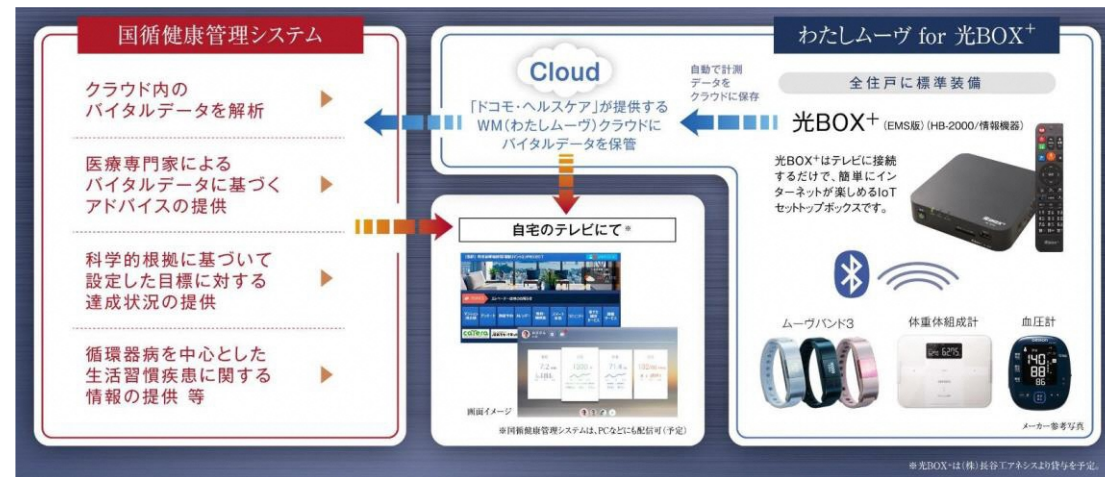 国循健康管理システム
クラウド内の
バイタルデータを解析
医療専門家による
バイタルデータに基づく
アドバイスの提供
科学的根拠に基づいて
設定した目標に対する
達成状況の提供
循環器病を中心とした
生活習慣疾患に関する
情報の提供 等
Cloud
「ドコモ・ヘルスケア」が提供する
WM(わたしムーヴ)クラウドに
バイタルデータを保管
自動で計測
データを
クラウドに保存
自宅のテレビにて※
画面イメージ
※国循健康管理システムは、PCなどにも配信可(予定)
わたしムーヴ for 光BOX+
全住戸に標準装備
光BOX+(EMS版)(HB-2000/情報機器)
光BOX+はテレビに接続
するだけで、簡単にイン
ターネットが楽しめるIoT
セットトップボックスです。
ムーヴバンド3
体重体組成計
血圧計
140
88
86
メーカー参考写真
※光BOX+は(株)長谷工アネシスより貸与を予定。